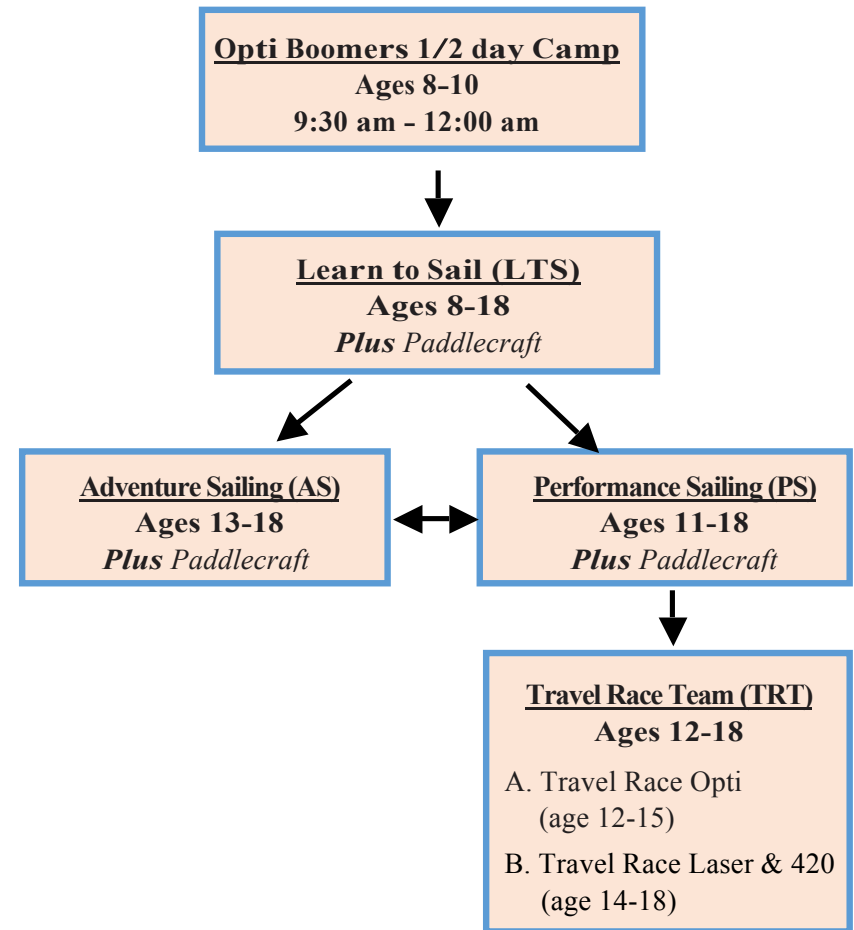 Opti Boomers 1/2 day Camp
Ages 8-10
9:30 am - 12:00 am
Learn to Sail (LTS)
Ages 8-18
Plus Paddlecraft
Adventure Sailing (AS)
Ages 13-18
Plus Paddlecraft
Performance Sailing (PS)
Ages 11-18
Plus Paddlecraft
Travel Race Team (TRT)
Ages 12-18
A. Travel Race Opti
(age 12-15)
B. Travel Race Laser & 420
(age 14-18)